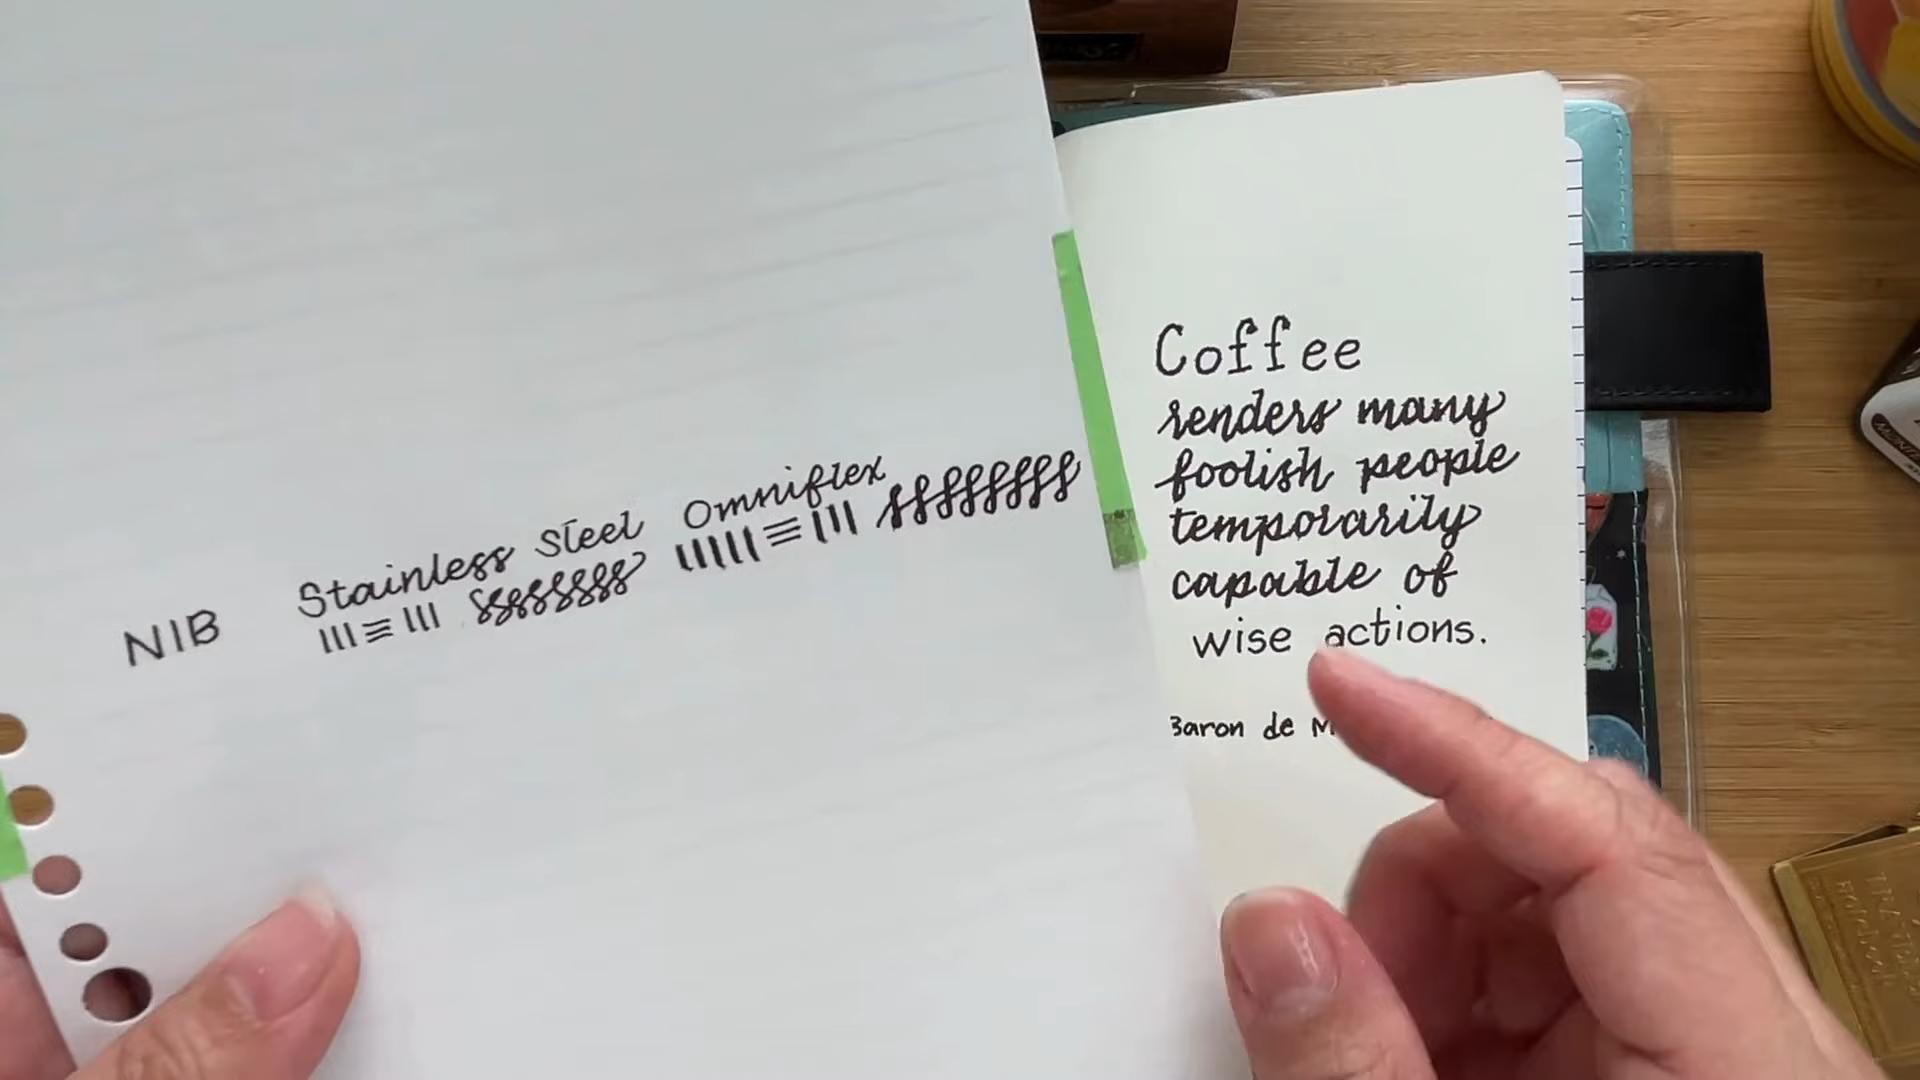 NIB Stainless Steel Omniflex
Coffee
renders many
foolish people
temporarily
capable of
wise actions.
Baron de